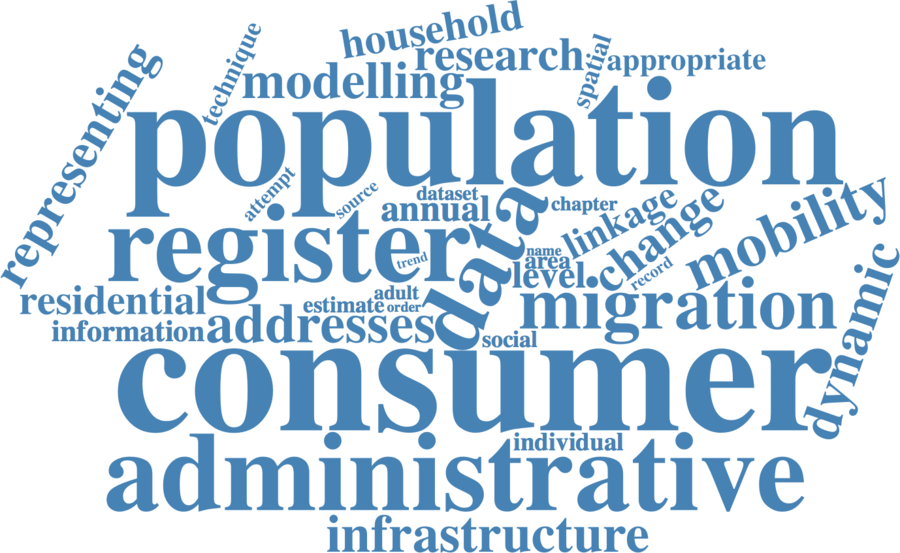 household
technique
research
spatial
appropriate
modelling
representing
population
attempt
source
dataset
annual
chapter
linkage
change
mobility
register
data
trend
name
area
level
record
residential
estimate
adult
order
migration
dynamic
information
addresses
social
consumer
individual
administrative
infrastructure